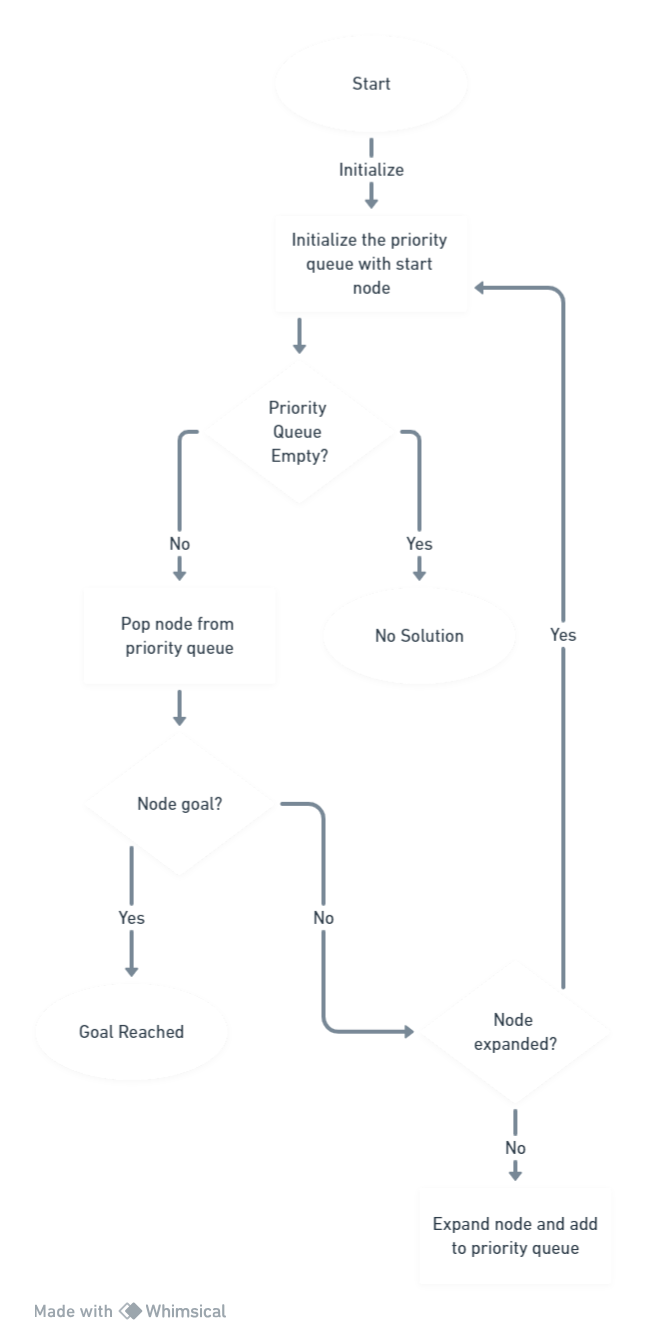 Start
Initialize
Initialize the priority
queue with start
node
Priority
Queue
Empty?
No
Yes
Pop node from
priority queue
No Solution
Yes
Node goal?
Yes
No
Goal Reached
Node
expanded?
No
Expand node and add
to priority queue
Made with Whimsical